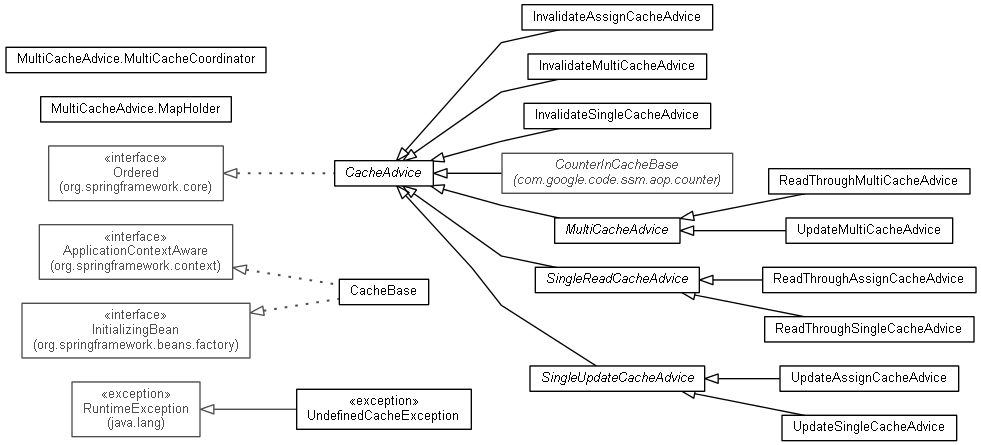 InvalidateAssignCacheAdvice
MultiCacheAdvice.MultiCacheCoordinator
InvalidateMultiCacheAdvice
MultiCacheAdvice.MapHolder
InvalidateSingleCacheAdvice
«interface»
Ordered
(org.springframework.core)
CacheAdvice
CounterInCacheBase
(com.google.code.ssm.aop.counter)
ReadThroughMultiCacheAdvice
MultiCacheAdvice
UpdateMultiCacheAdvice
«interface»
ApplicationContextAware
(org.springframework.context)
CacheBase
SingleReadCacheAdvice
ReadThroughAssignCacheAdvice
«interface»
InitializingBean
(org.springframework.beans.factory)
ReadThroughSingleCacheAdvice
SingleUpdateCacheAdvice
UpdateAssignCacheAdvice
«exception»
RuntimeException
(java.lang)
«exception»
UndefinedCacheException
UpdateSingleCacheAdvice